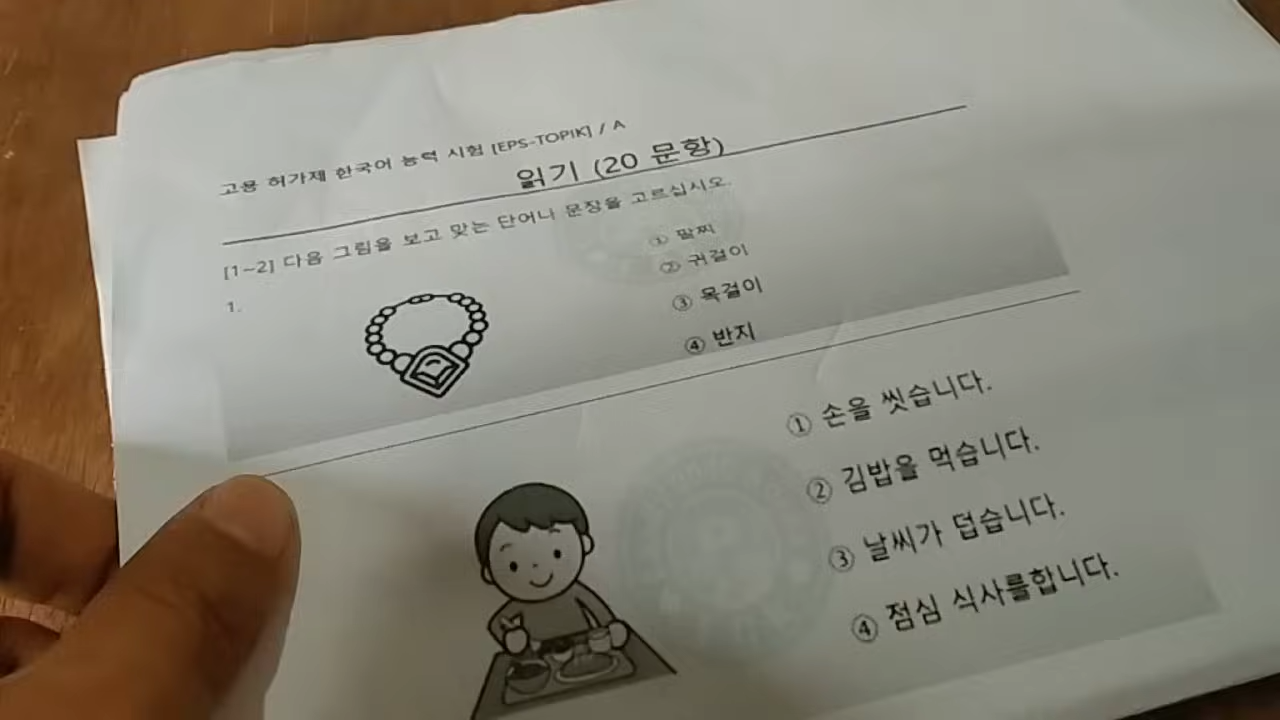 고용 허가제 한국어 능력 시험 [EPS-TOPIK] / A
읽기 (20 문항)
[1~2] 다음 그림을 보고 맞는 단어나 문장을 고르십시오.
1.
① 팔찌
② 귀걸이
③ 목걸이
④ 반지
① 손을 씻습니다.
② 김밥을 먹습니다.
③ 날씨가 덥습니다.
④ 점심 식사를합니다.